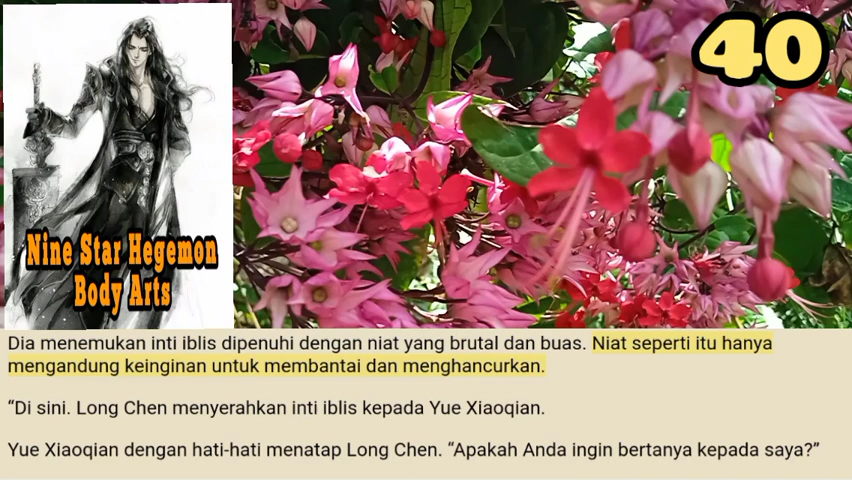 40
Nine Star Hegemon
Body Arts
Dia menemukan inti iblis dipenuhi dengan niat yang brutal dan buas. Niat seperti itu hanya
mengandung keinginan untuk membantai dan menghancurkan.
“Di sini. Long Chen menyerahkan inti iblis kepada Yue Xiaoqian.
Yue Xiaoqian dengan hati-hati menatap Long Chen. “Apakah Anda ingin bertanya kepada saya?”